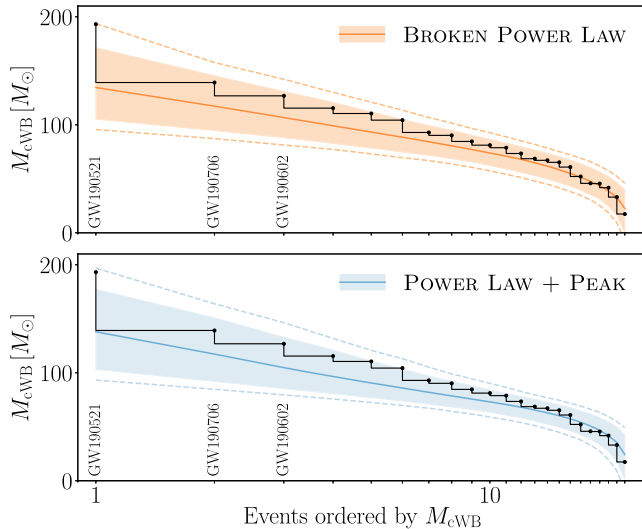 200
BROKEN POWER LAW
M_cWB [M_⊙]
100
GW190521
GW190706
GW190602
0
200
POWER LAW + PEAK
M_cWB [M_⊙]
100
GW190521
GW190706
GW190602
0
1
10
Events ordered by M_cWB